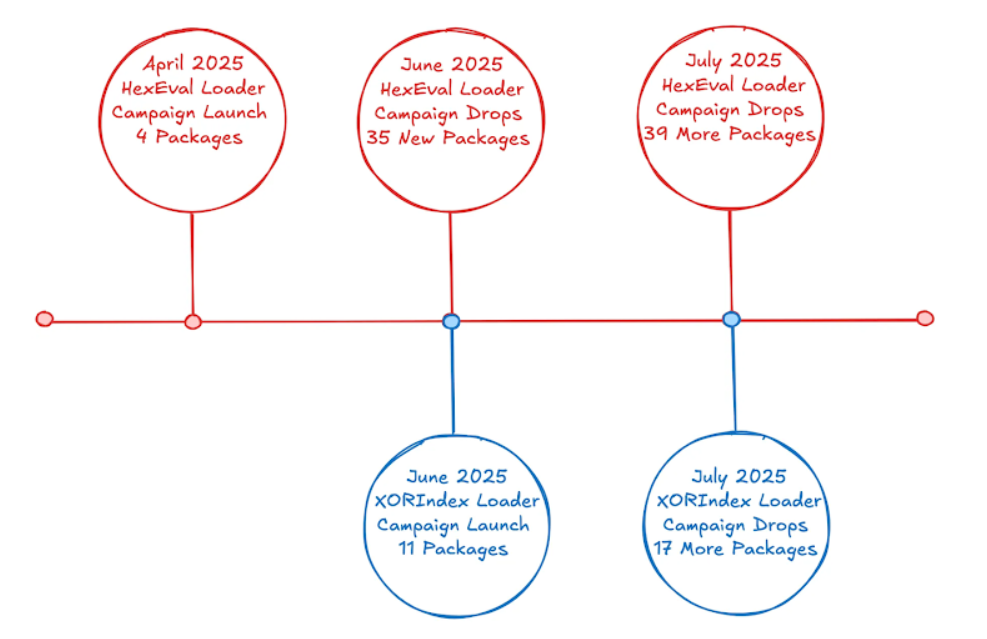 April 2025
HexEval Loader
Campaign Launch
4 Packages
June 2025
HexEval Loader
Campaign Drops
35 New Packages
July 2025
HexEval Loader
Campaign Drops
39 More Packages
June 2025
XORIndex Loader
Campaign Launch
11 Packages
July 2025
XORIndex Loader
Campaign Drops
17 More Packages